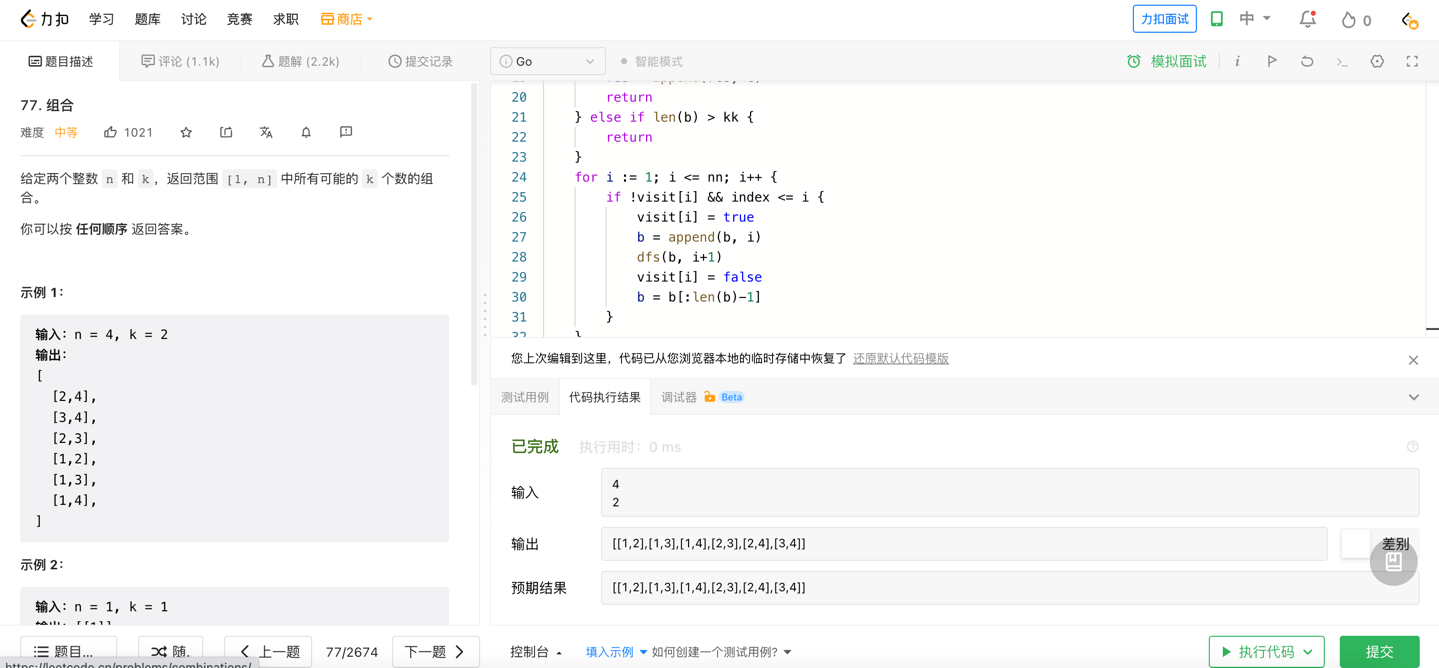 力扣 学习 题库 讨论 竞赛 求职 商店 力扣面试 中 0
题目描述 评论 (1.1k) 题解 (2.2k) 提交记录
Go 智能模式 模拟面试 i
77. 组合
难度 中等 1021
给定两个整数 n 和 k，返回范围 [1, n] 中所有可能的 k 个数的组
合。
你可以按 任何顺序 返回答案。
示例 1：
输入：n = 4, k = 2
输出：
[
[2,4],
[3,4],
[2,3],
[1,2],
[1,3],
[1,4],
]
示例 2：
输入：n = 1, k = 1
题目... 随. 上一题 77/2674 下一题
https://leetcode.cn/problems/combinations/
20 return
21 } else if len(b) > kk {
22 return
23 }
24 for i := 1; i <= nn; i++ {
25 if !visit[i] && index <= i {
26 visit[i] = true
27 b = append(b, i)
28 dfs(b, i+1)
29 visit[i] = false
30 b = b[:len(b)-1]
31 }
32 }
您上次编辑到这里，代码已从您浏览器本地的临时存储中恢复了 还原默认代码模版
测试用例 代码执行结果 调试器 Beta
已完成 执行用时：0 ms
输入
4
2
输出 [[1,2],[1,3],[1,4],[2,3],[2,4],[3,4]] 差别
预期结果 [[1,2],[1,3],[1,4],[2,3],[2,4],[3,4]]
控制台 填入示例 如何创建一个测试用例? 执行代码 提交